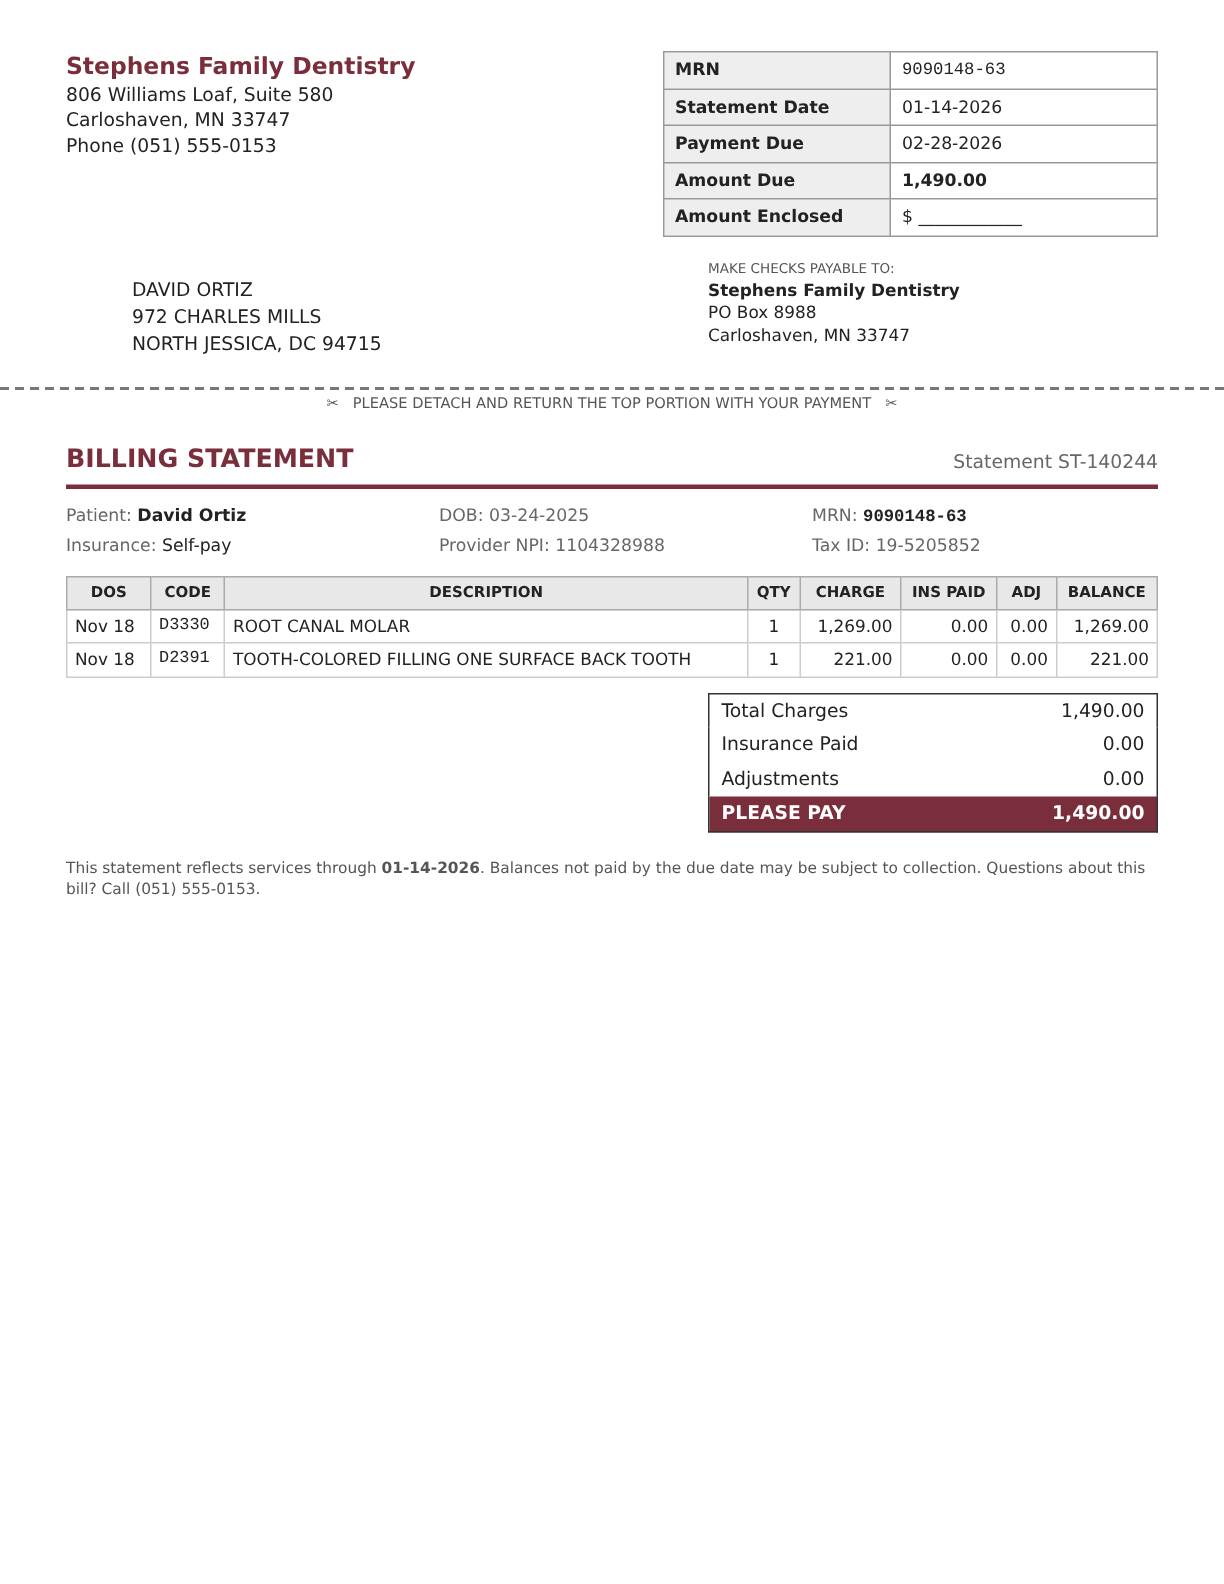 Stephens Family Dentistry
806 Williams Loaf, Suite 580
Carloshaven, MN 33747
Phone (051) 555-0153
MRN 9090148-63
Statement Date 01-14-2026
Payment Due 02-28-2026
Amount Due 1,490.00
Amount Enclosed $ ____________
DAVID ORTIZ
972 CHARLES MILLS
NORTH JESSICA, DC 94715
MAKE CHECKS PAYABLE TO:
Stephens Family Dentistry
PO Box 8988
Carloshaven, MN 33747
✂ PLEASE DETACH AND RETURN THE TOP PORTION WITH YOUR PAYMENT ✂
BILLING STATEMENT Statement ST-140244
Patient: David Ortiz DOB: 03-24-2025 MRN: 9090148-63
Insurance: Self-pay Provider NPI: 1104328988 Tax ID: 19-5205852
DOS CODE DESCRIPTION QTY CHARGE INS PAID ADJ BALANCE
Nov 18 D3330 ROOT CANAL MOLAR 1 1,269.00 0.00 0.00 1,269.00
Nov 18 D2391 TOOTH-COLORED FILLING ONE SURFACE BACK TOOTH 1 221.00 0.00 0.00 221.00
Total Charges 1,490.00
Insurance Paid 0.00
Adjustments 0.00
PLEASE PAY 1,490.00
This statement reflects services through 01-14-2026. Balances not paid by the due date may be subject to collection. Questions about this
bill? Call (051) 555-0153.